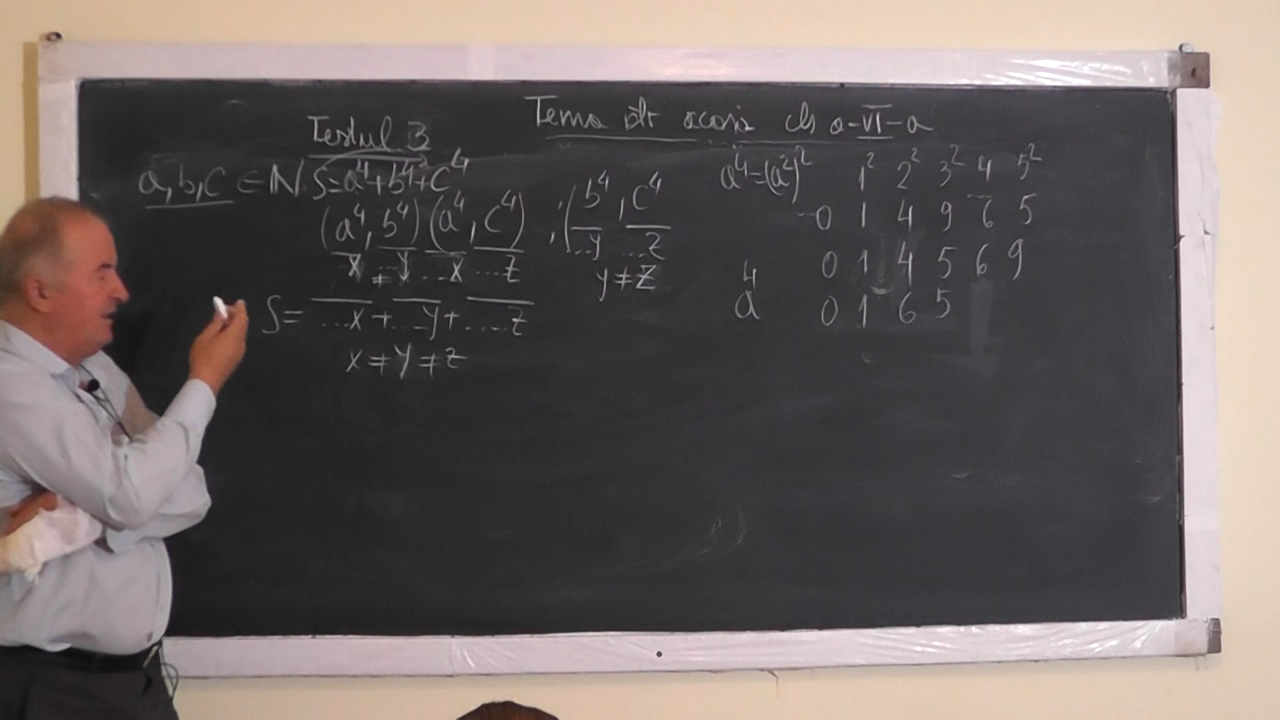 Testul 3
Tema ptr acasă cls a-VI-a
a,b,c ∈ N S=a⁴+b⁴+c⁴
(a⁴, b⁴) (a⁴, c⁴) ; (b⁴, c⁴
x ≠ y ...x ...z ...y ...z
y≠z
S= ...x + ...y + ...z
x ≠ y ≠ z
a⁴=(a²)² 1² 2² 3² 4² 5²
0 1 4 9 6 5
0 1 4 5 6 9
a⁴ 0 1 6 5